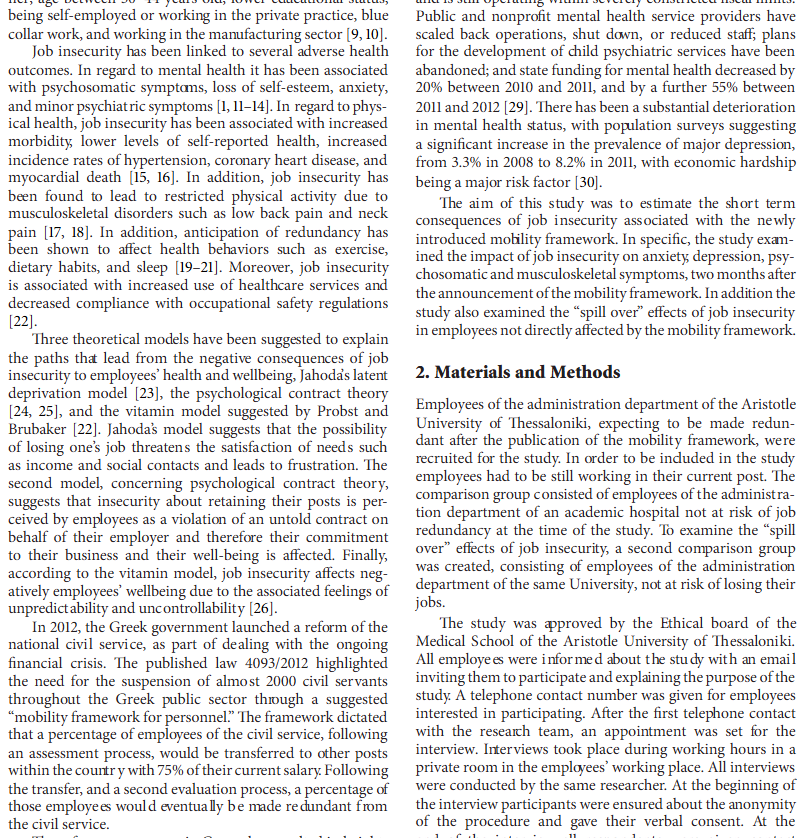 being self-employed or working in the private practice, blue
collar work, and working in the manufacturing sector [9, 10].
Job insecurity has been linked to several adverse health
outcomes. In regard to mental health it has been associated
with psychosomatic symptoms, loss of self-esteem, anxiety,
and minor psychiatric symptoms [1, 11–14]. In regard to phys-
ical health, job insecurity has been associated with increased
morbidity, lower levels of self-reported health, increased
incidence rates of hypertension, coronary heart disease, and
myocardial death [15, 16]. In addition, job insecurity has
been found to lead to restricted physical activity due to
musculoskeletal disorders such as low back pain and neck
pain [17, 18]. In addition, anticipation of redundancy has
been shown to affect health behaviors such as exercise,
dietary habits, and sleep [19–21]. Moreover, job insecurity
is associated with increased use of healthcare services and
decreased compliance with occupational safety regulations
[22].
Three theoretical models have been suggested to explain
the paths that lead from the negative consequences of job
insecurity to employees' health and wellbeing, Jahoda's latent
deprivation model [23], the psychological contract theory
[24, 25], and the vitamin model suggested by Probst and
Brubaker [22]. Jahoda's model suggests that the possibility
of losing one's job threatens the satisfaction of needs such
as income and social contacts and leads to frustration. The
second model, concerning psychological contract theory,
suggests that insecurity about retaining their posts is per-
ceived by employees as a violation of an untold contract on
behalf of their employer and therefore their commitment
to their business and their well-being is affected. Finally,
according to the vitamin model, job insecurity affects neg-
atively employees' wellbeing due to the associated feelings of
unpredictability and uncontrollability [26].
In 2012, the Greek government launched a reform of the
national civil service, as part of dealing with the ongoing
financial crisis. The published law 4093/2012 highlighted
the need for the suspension of almost 2000 civil servants
throughout the Greek public sector through a suggested
“mobility framework for personnel.” The framework dictated
that a percentage of employees of the civil service, following
an assessment process, would be transferred to other posts
within the country with 75% of their current salary. Following
the transfer, and a second evaluation process, a percentage of
those employees would eventually be made redundant from
the civil service.
Public and nonprofit mental health service providers have
scaled back operations, shut down, or reduced staff; plans
for the development of child psychiatric services have been
abandoned; and state funding for mental health decreased by
20% between 2010 and 2011, and by a further 55% between
2011 and 2012 [29]. There has been a substantial deterioration
in mental health status, with population surveys suggesting
a significant increase in the prevalence of major depression,
from 3.3% in 2008 to 8.2% in 2011, with economic hardship
being a major risk factor [30].
The aim of this study was to estimate the short term
consequences of job insecurity associated with the newly
introduced mobility framework. In specific, the study exam-
ined the impact of job insecurity on anxiety, depression, psy-
chosomatic and musculoskeletal symptoms, two months after
the announcement of the mobility framework. In addition the
study also examined the “spill over” effects of job insecurity
in employees not directly affected by the mobility framework.
2. Materials and Methods
Employees of the administration department of the Aristotle
University of Thessaloniki, expecting to be made redun-
dant after the publication of the mobility framework, were
recruited for the study. In order to be included in the study
employees had to be still working in their current post. The
comparison group consisted of employees of the administra-
tion department of an academic hospital not at risk of job
redundancy at the time of the study. To examine the “spill
over” effects of job insecurity, a second comparison group
was created, consisting of employees of the administration
department of the same University, not at risk of losing their
jobs.
The study was approved by the Ethical board of the
Medical School of the Aristotle University of Thessaloniki.
All employees were informed about the study with an email
inviting them to participate and explaining the purpose of the
study. A telephone contact number was given for employees
interested in participating. After the first telephone contact
with the research team, an appointment was set for the
interview. Interviews took place during working hours in a
private room in the employees' working place. All interviews
were conducted by the same researcher. At the beginning of
the interview participants were ensured about the anonymity
of the procedure and gave their verbal consent. At the